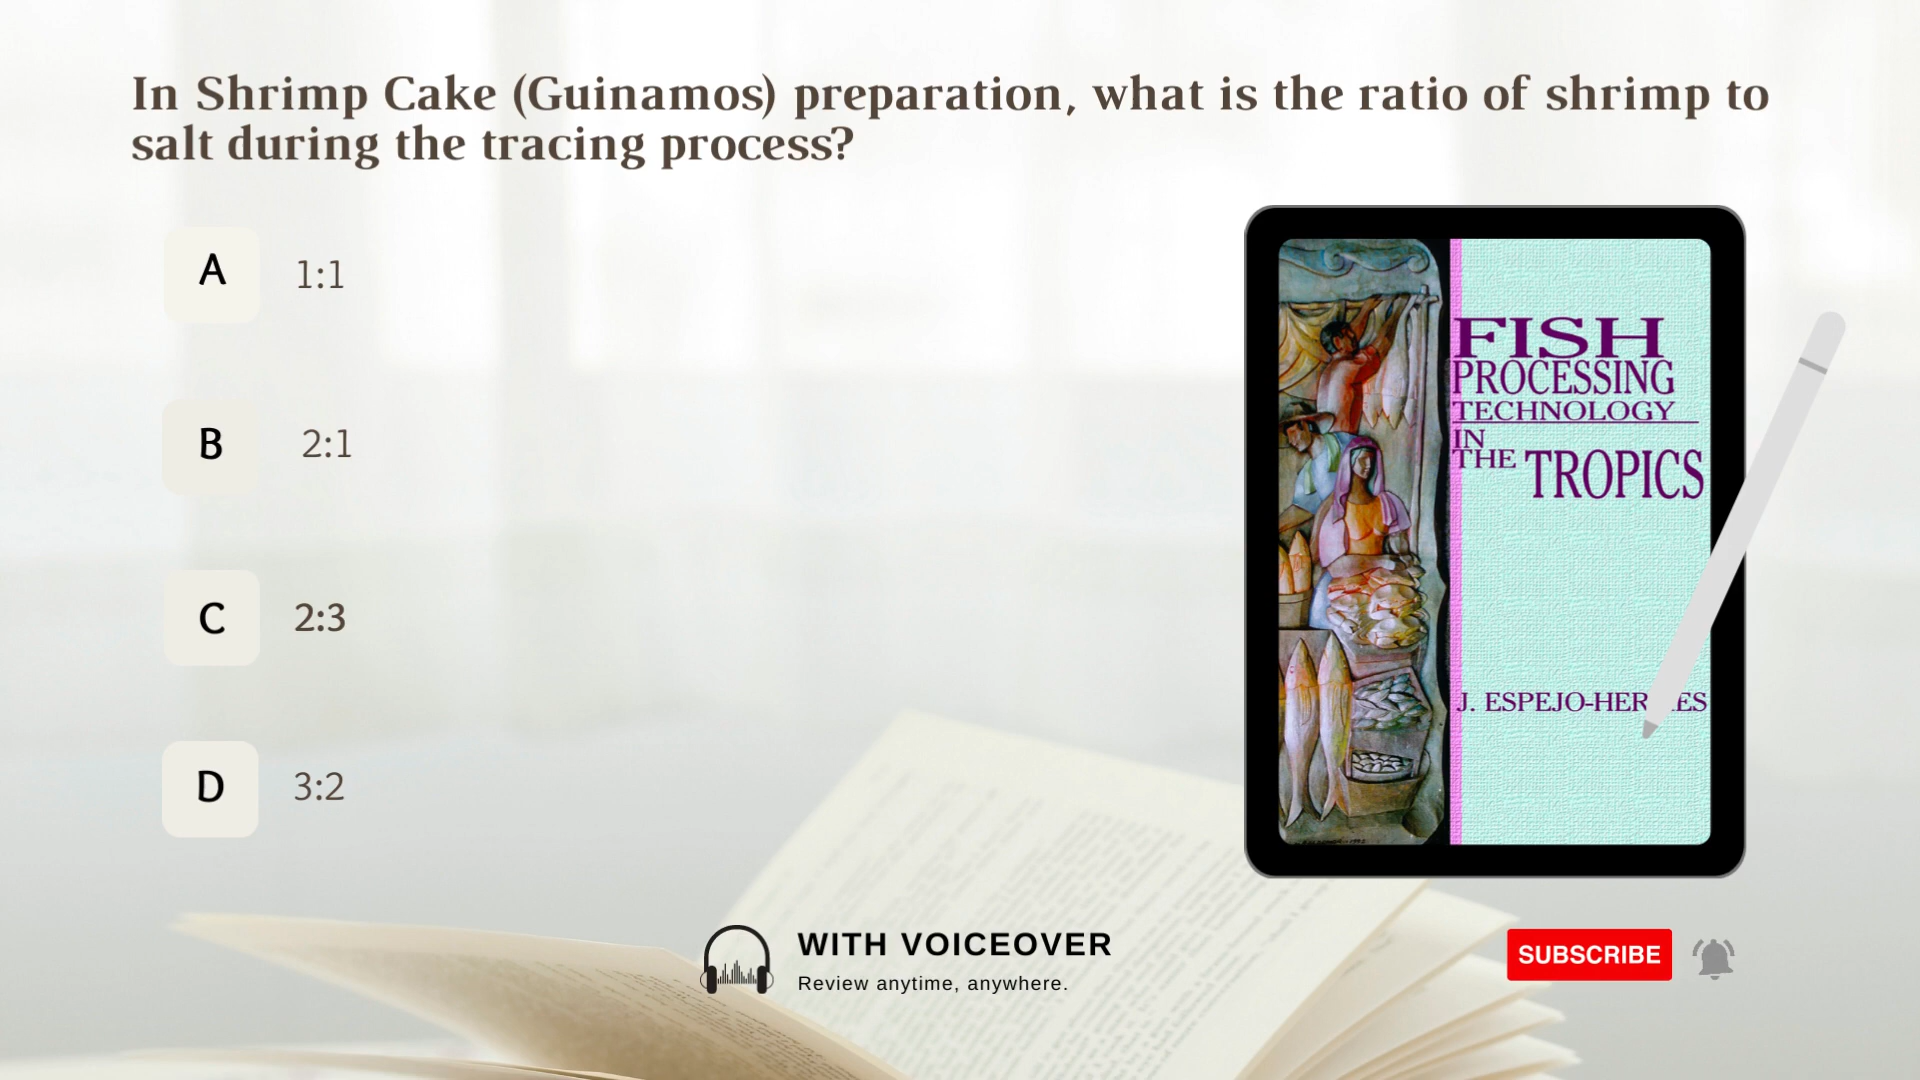 In Shrimp Cake (Guinamos) preparation, what is the ratio of shrimp to
salt during the tracing process?
A 1:1
B 2:1
C 2:3
D 3:2
FISH
PROCESSING
TECHNOLOGY
IN
THE TROPICS
J. ESPEJO-HER ES
WITH VOICEOVER
Review anytime, anywhere.
SUBSCRIBE